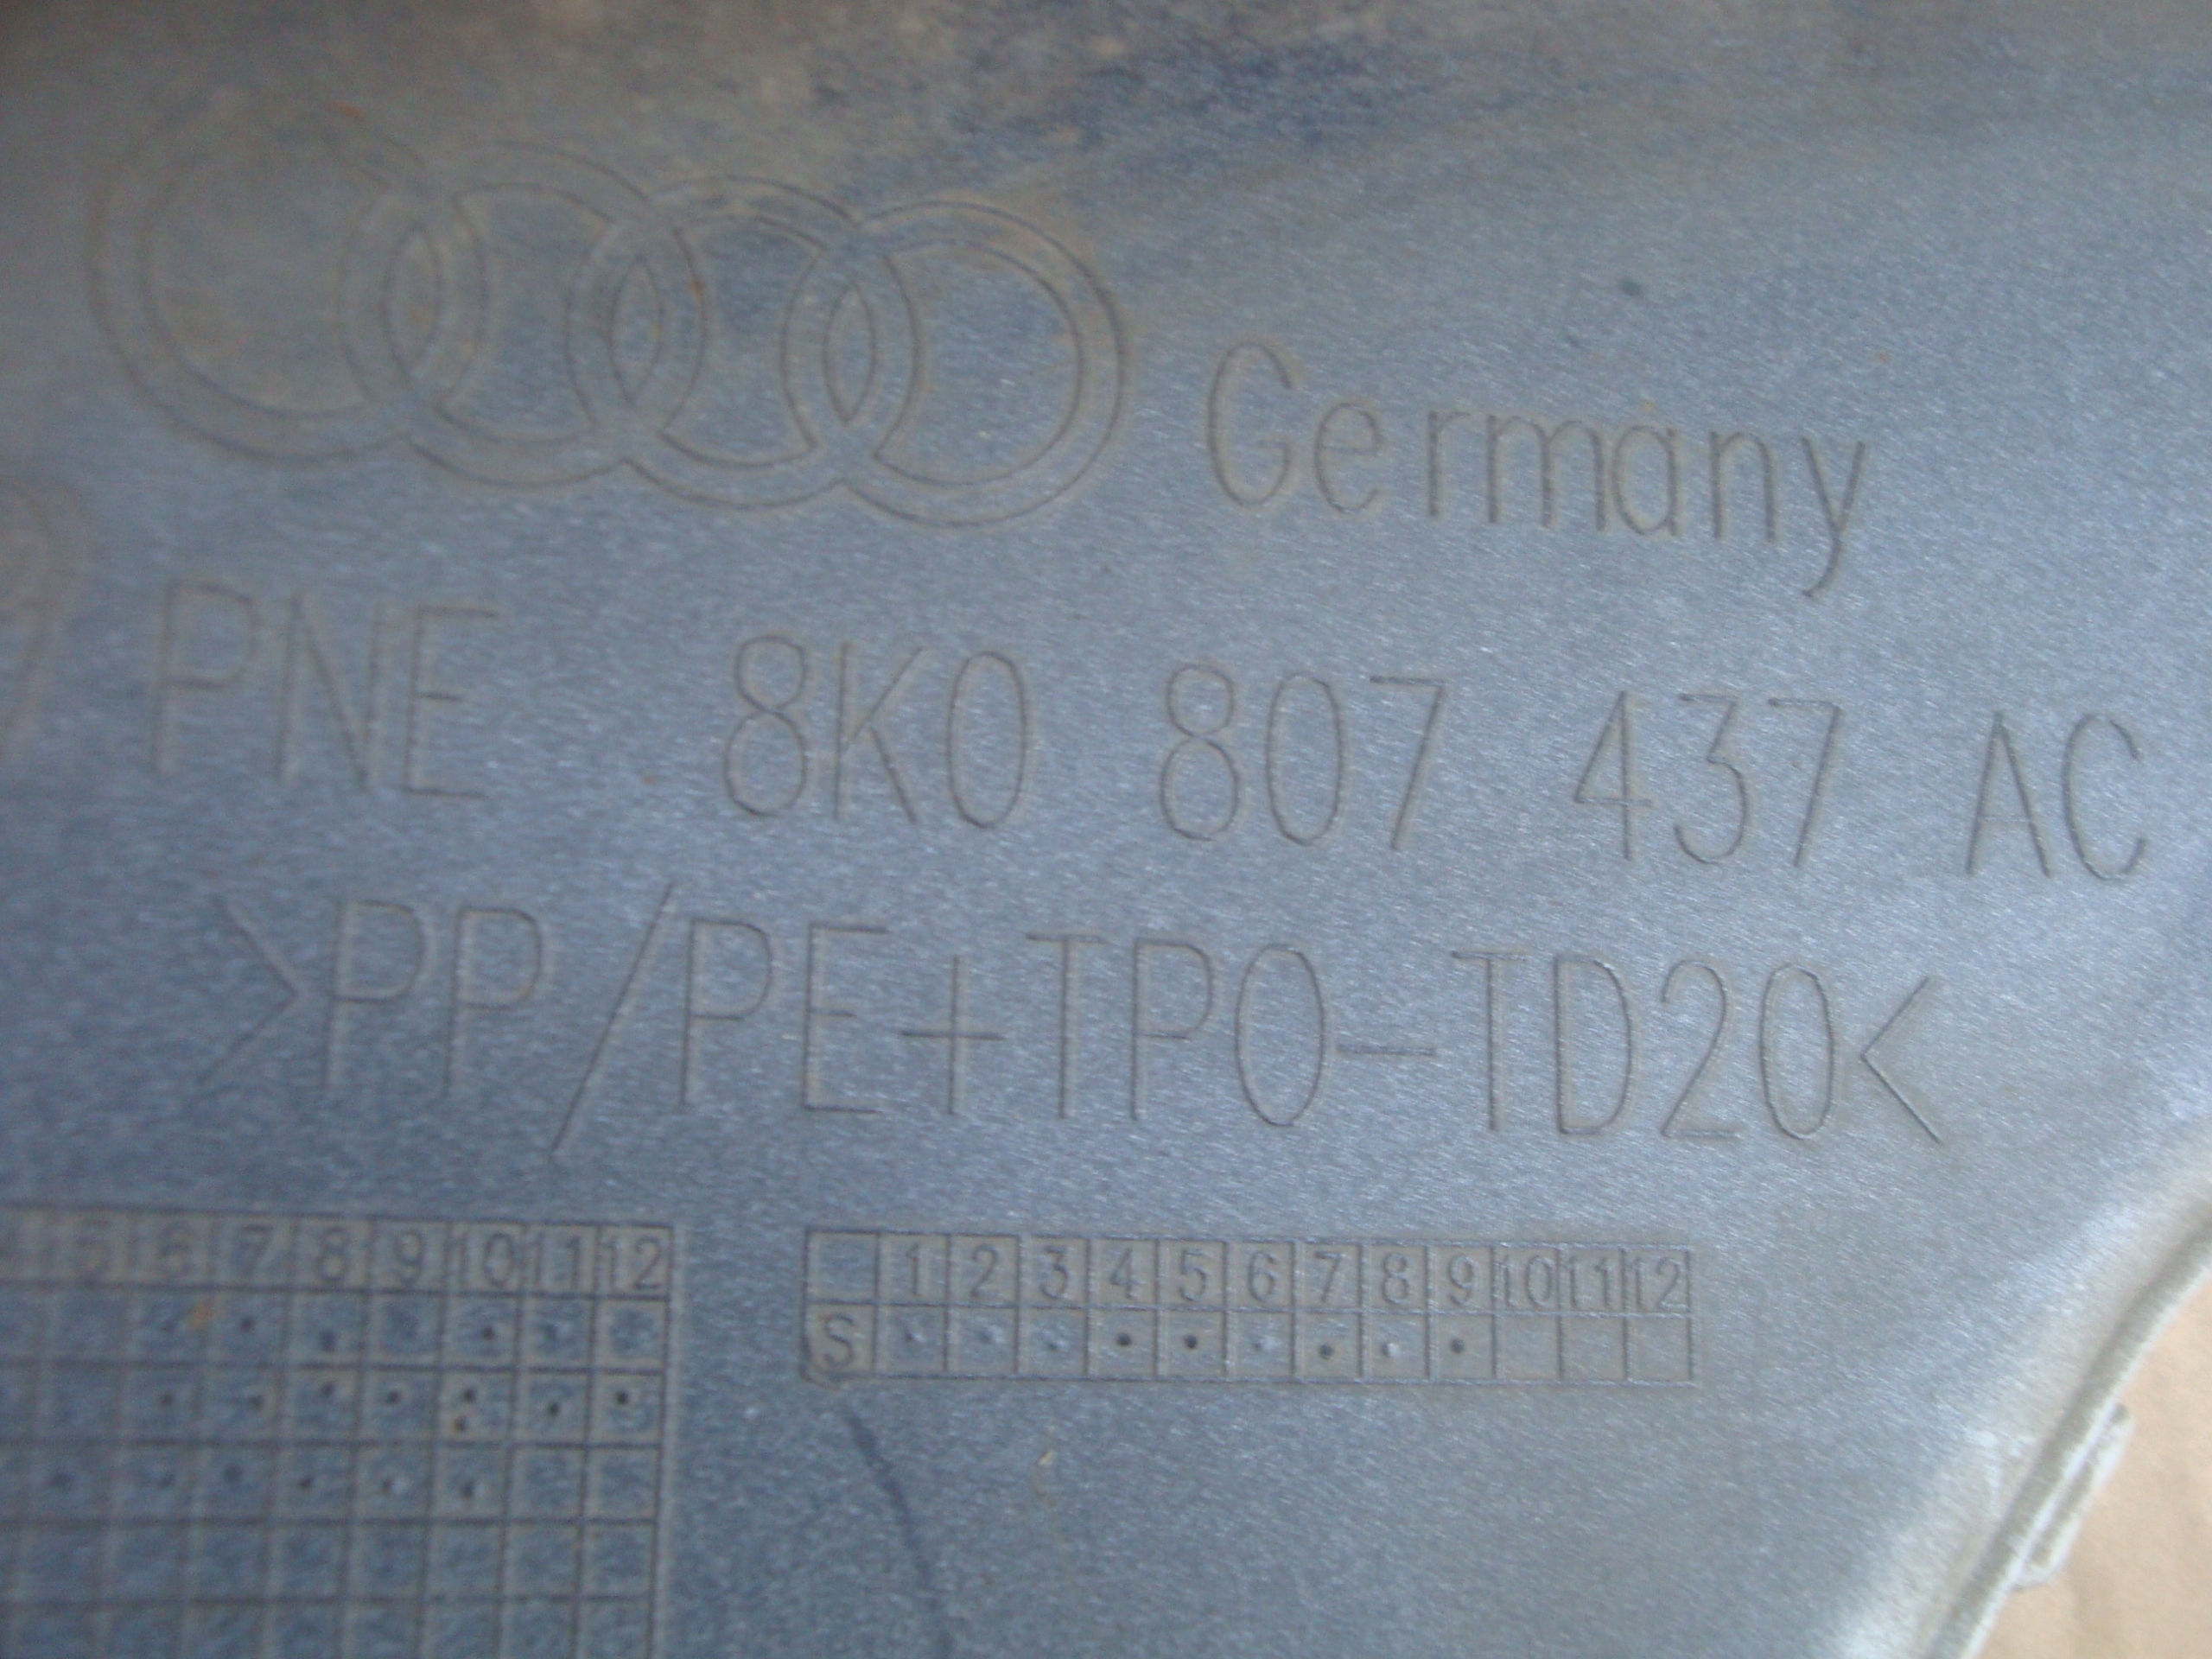 Germany
PNE 8K0 807 437 AC
>PP/PE+TPO-TD20<
5 6 7 8 9 10 11 12
1 2 3 4 5 6 7 8 9 10 11 12
S